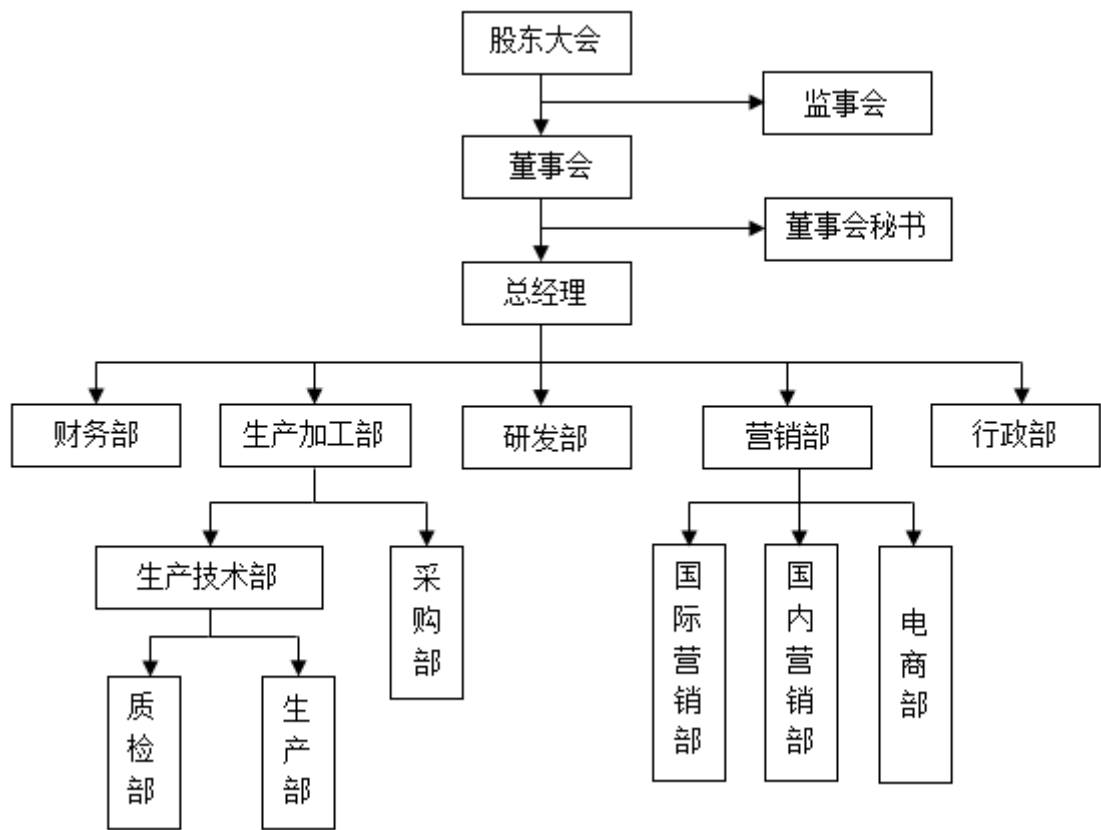 股东大会
监事会
董事会
董事会秘书
总经理
财务部
生产加工部
研发部
营销部
行政部
生产技术部
采购部
国际营销部
国内营销部
电商部
质检部
生产部